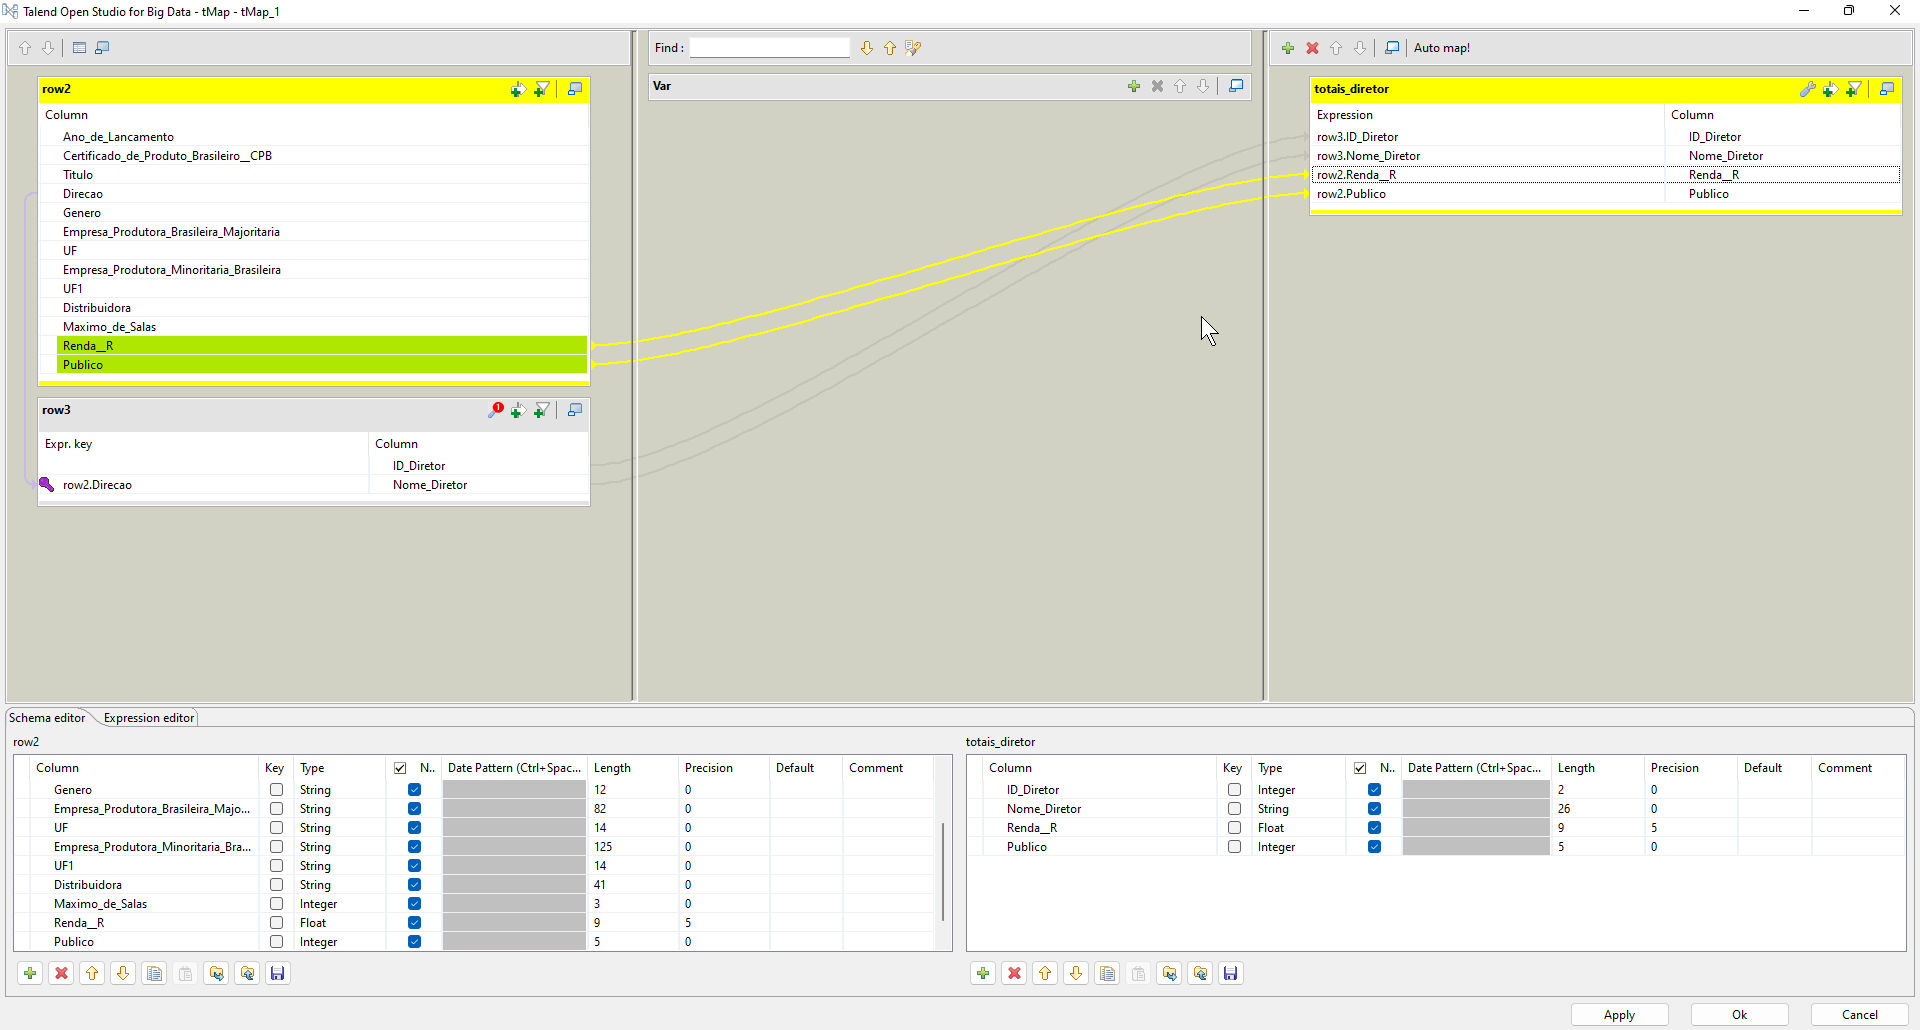 Talend Open Studio for Big Data - tMap - tMap_1
Find :
Auto map!
row2
Column
Ano_de_Lancamento
Certificado_de_Produto_Brasileiro__CPB
Titulo
Direcao
Genero
Empresa_Produtora_Brasileira_Majoritaria
UF
Empresa_Produtora_Minoritaria_Brasileira
UF1
Distribuidora
Maximo_de_Salas
Renda__R
Publico
row3
1
Expr. key Column
ID_Diretor
row2.Direcao Nome_Diretor
Var
totais_diretor
Expression Column
row3.ID_Diretor ID_Diretor
row3.Nome_Diretor Nome_Diretor
row2.Renda__R Renda__R
row2.Publico Publico
Schema editor Expression editor
row2
Column Key Type N.. Date Pattern (Ctrl+Spac... Length Precision Default Comment
Genero String 12 0
Empresa_Produtora_Brasileira_Majo... String 82 0
UF String 14 0
Empresa_Produtora_Minoritaria_Bra... String 125 0
UF1 String 14 0
Distribuidora String 41 0
Maximo_de_Salas Integer 3 0
Renda__R Float 9 5
Publico Integer 5 0
totais_diretor
Column Key Type N.. Date Pattern (Ctrl+Spac... Length Precision Default Comment
ID_Diretor Integer 2 0
Nome_Diretor String 26 0
Renda__R Float 9 5
Publico Integer 5 0
Apply Ok Cancel